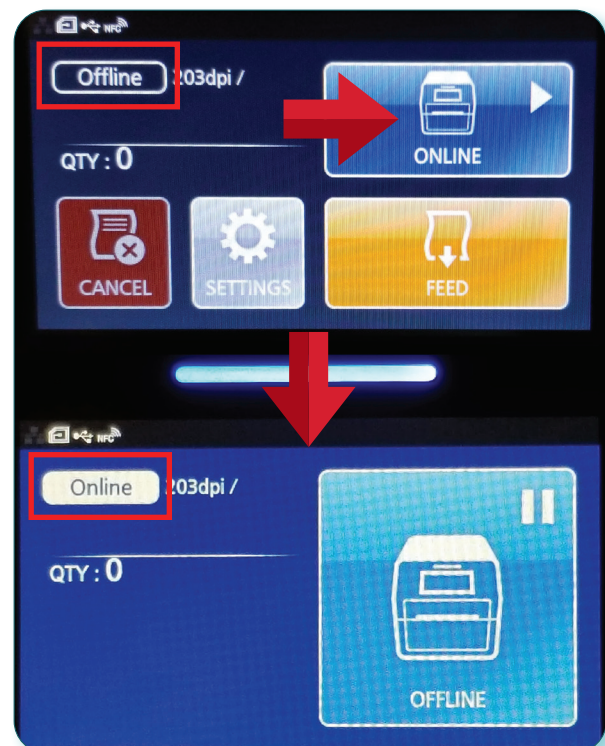 NFC
Offline 203dpi /
QTY : 0
ONLINE
CANCEL SETTINGS FEED
NFC
Online 203dpi /
QTY : 0
OFFLINE